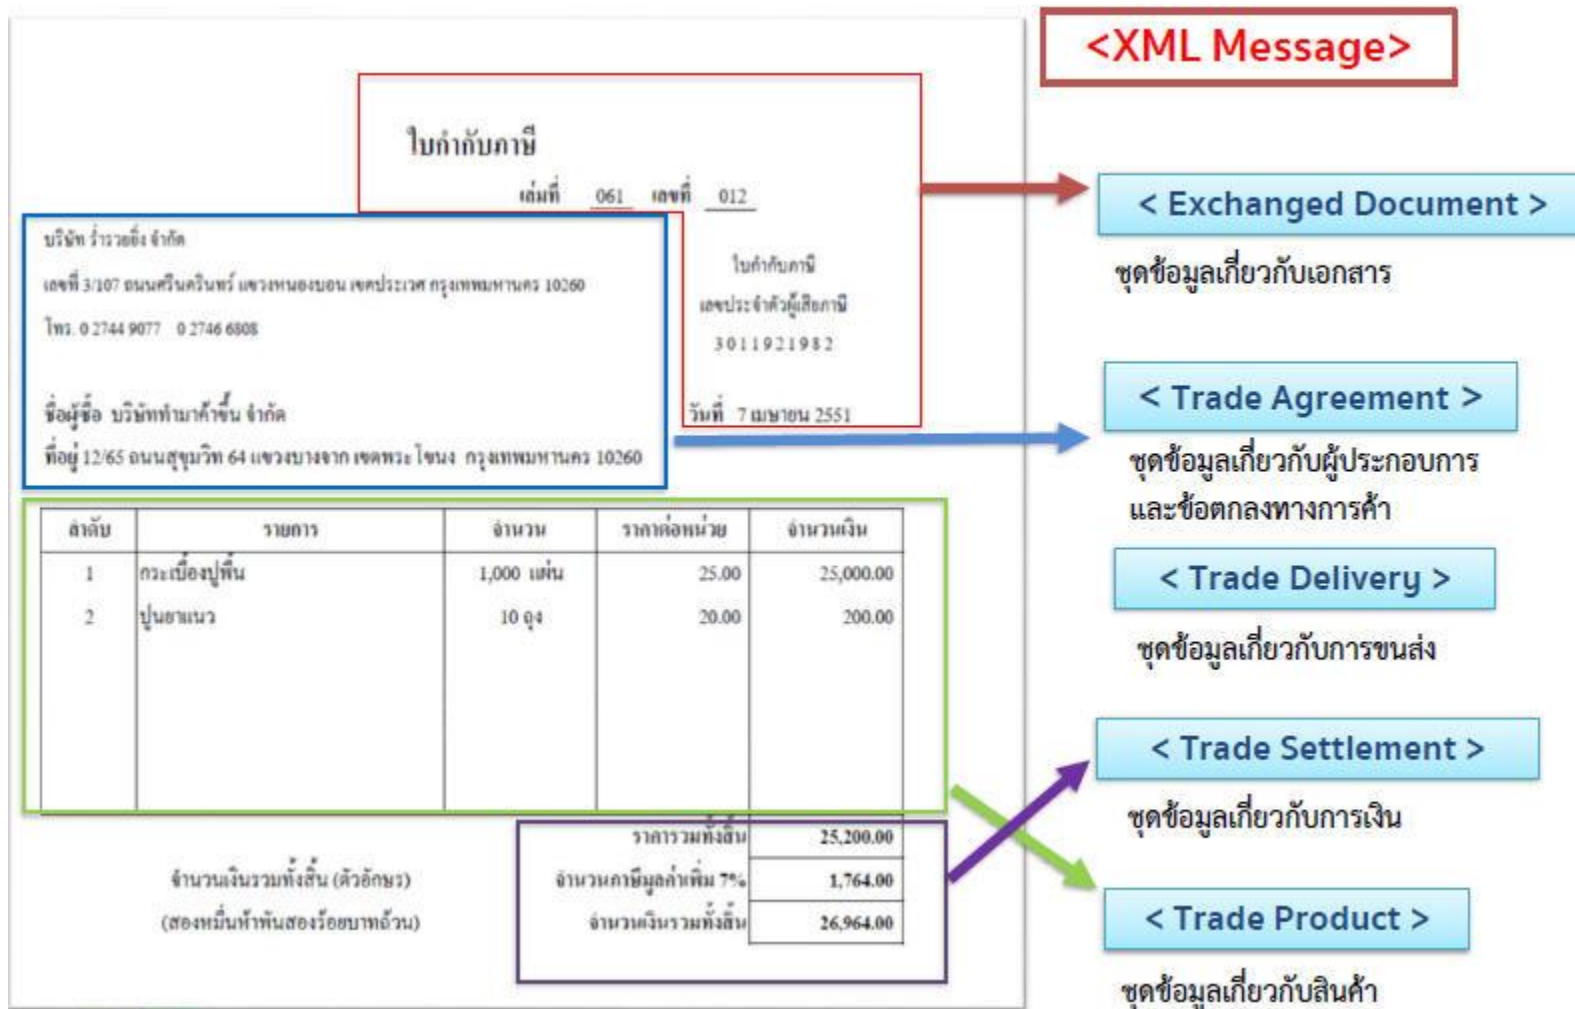 <XML Message>
ใบกำกับภาษี
เล่มที่ 061 เลขที่ 012
บริษัท ร่ำรวยยิ่ง จำกัด
เลขที่ 3/107 ถนนศรีนครินทร์ แขวงหนองบอน เขตประเวศ กรุงเทพมหานคร 10260
โทร. 0 2744 9077 0 2746 6808
ใบกำกับภาษี
เลขประจำตัวผู้เสียภาษี
3011921982
ชื่อผู้ซื้อ บริษัททำมาค้าขึ้น จำกัด
วันที่ 7 เมษายน 2551
ที่อยู่ 12/65 ถนนสุขุมวิท 64 แขวงบางจาก เขตพระโขนง กรุงเทพมหานคร 10260
ลำดับ รายการ จำนวน ราคาต่อหน่วย จำนวนเงิน
1 กระเบื้องปูพื้น 1,000 แผ่น 25.00 25,000.00
2 ปูนยาแนว 10 ถุง 20.00 200.00
ราคารวมทั้งสิ้น 25,200.00
จำนวนเงินรวมทั้งสิ้น (ตัวอักษร) จำนวนภาษีมูลค่าเพิ่ม 7% 1,764.00
(สองหมื่นห้าพันสองร้อยบาทถ้วน) จำนวนเงินรวมทั้งสิ้น 26,964.00
< Exchanged Document >
ชุดข้อมูลเกี่ยวกับเอกสาร
< Trade Agreement >
ชุดข้อมูลเกี่ยวกับผู้ประกอบการ
และข้อตกลงทางการค้า
< Trade Delivery >
ชุดข้อมูลเกี่ยวกับการขนส่ง
< Trade Settlement >
ชุดข้อมูลเกี่ยวกับการเงิน
< Trade Product >
ชุดข้อมูลเกี่ยวกับสินค้า